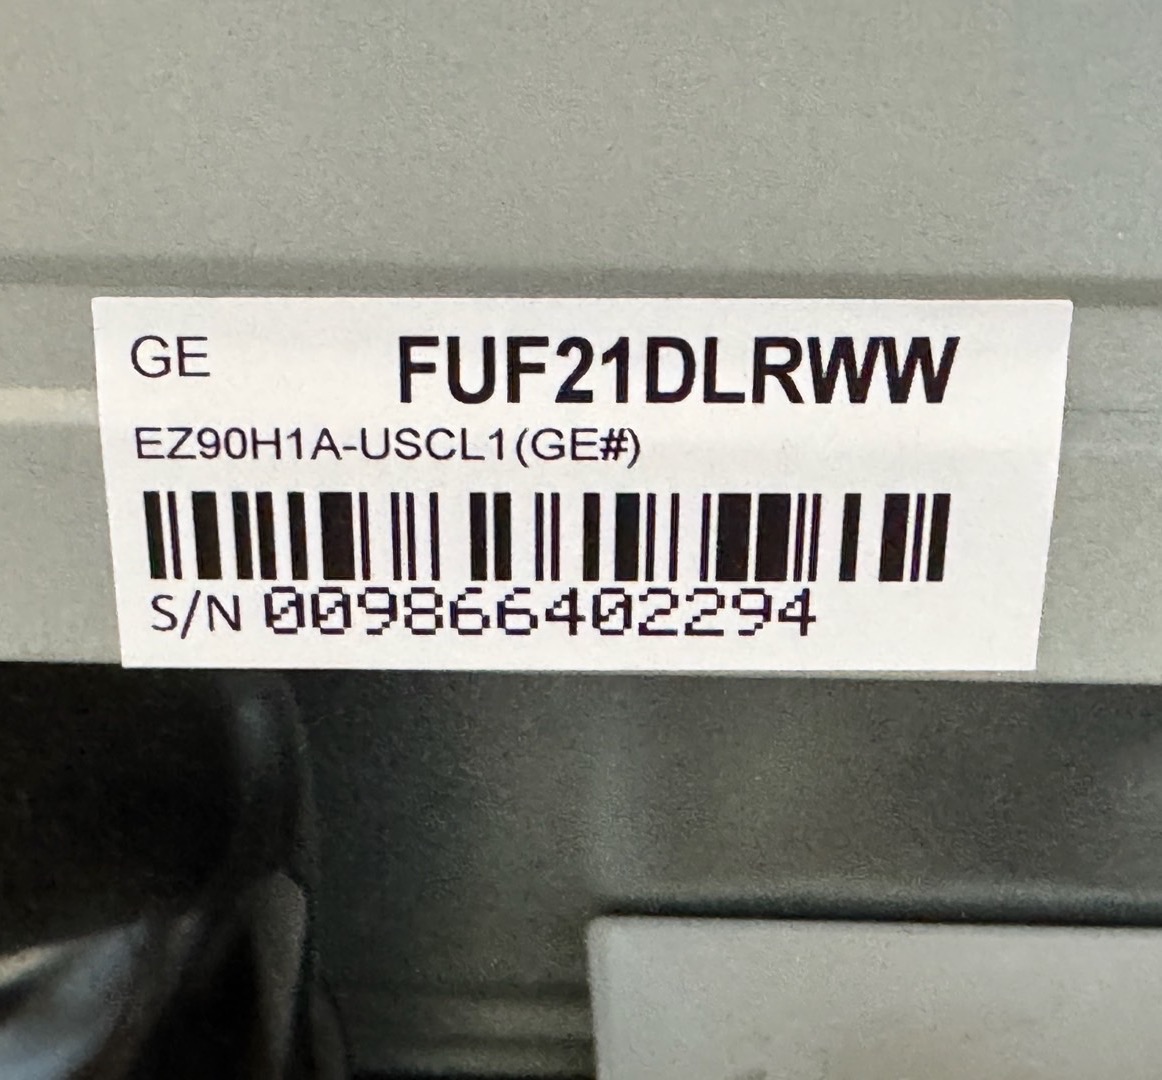 GE FUF21DLRWW
EZ90H1A-USCL1(GE#)
S/N 009866402294